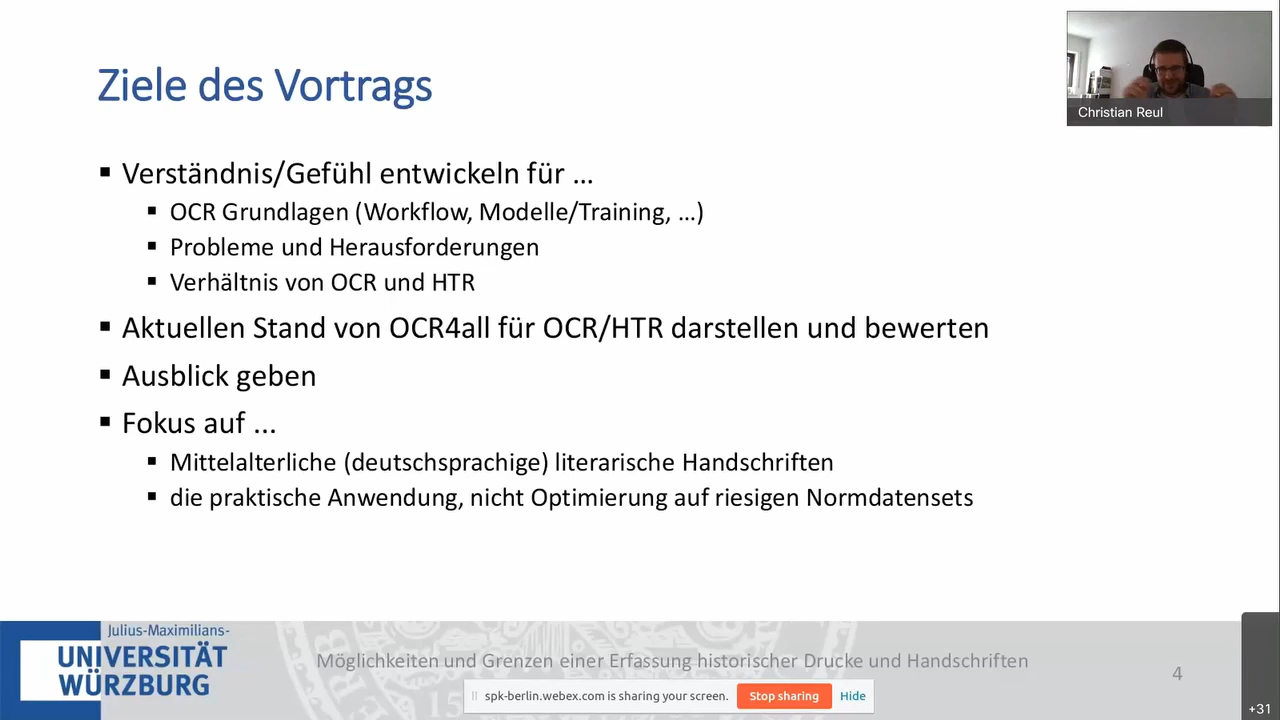 Ziele des Vortrags
Christian Reul
▪ Verständnis/Gefühl entwickeln für ...
▪ OCR Grundlagen (Workflow, Modelle/Training, ...)
▪ Probleme und Herausforderungen
▪ Verhältnis von OCR und HTR
▪ Aktuellen Stand von OCR4all für OCR/HTR darstellen und bewerten
▪ Ausblick geben
▪ Fokus auf ...
▪ Mittelalterliche (deutschsprachige) literarische Handschriften
▪ die praktische Anwendung, nicht Optimierung auf riesigen Normdatensets
Julius-Maximilians-
UNIVERSITÄT
WÜRZBURG
Möglichkeiten und Grenzen einer Erfassung historischer Drucke und Handschriften
4
spk-berlin.webex.com is sharing your screen. Stop sharing Hide
+31